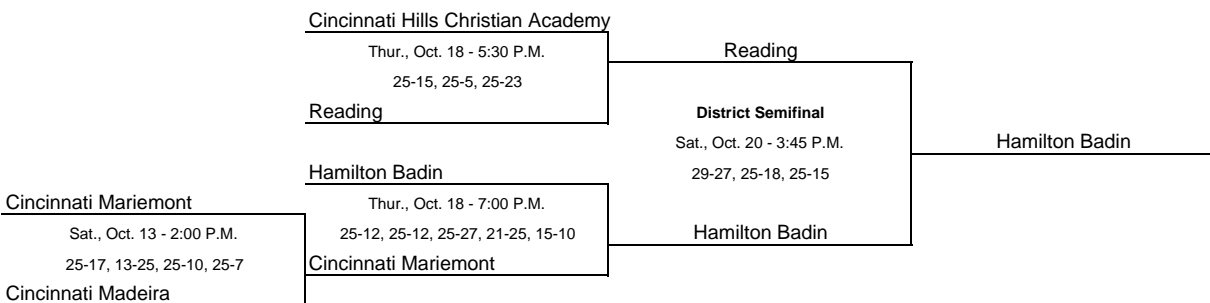 Cincinnati Hills Christian Academy
Thur., Oct. 18 - 5:30 P.M.
Reading
25-15, 25-5, 25-23
Reading
District Semifinal
Sat., Oct. 20 - 3:45 P.M.
Hamilton Badin
Hamilton Badin
29-27, 25-18, 25-15
Cincinnati Mariemont
Thur., Oct. 18 - 7:00 P.M.
Sat., Oct. 13 - 2:00 P.M.
25-12, 25-12, 25-27, 21-25, 15-10
Hamilton Badin
25-17, 13-25, 25-10, 25-7
Cincinnati Mariemont
Cincinnati Madeira